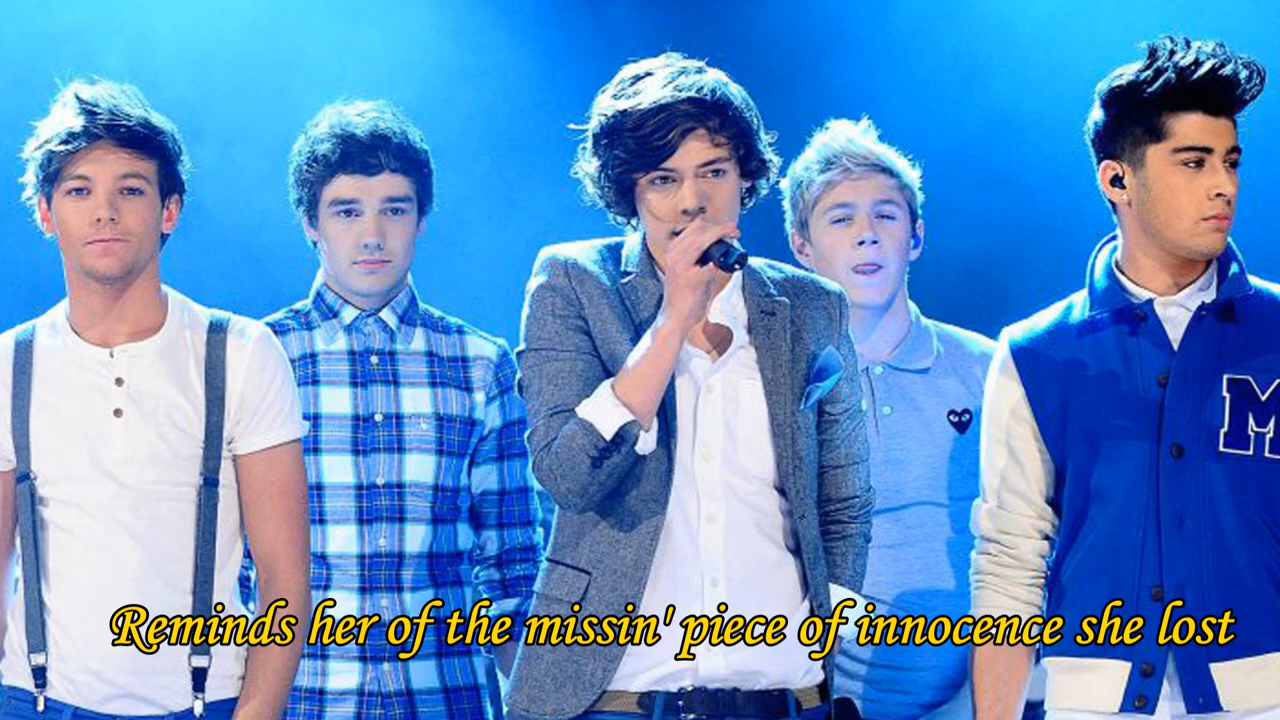 M
Reminds her of the missin' piece of innocence she lost